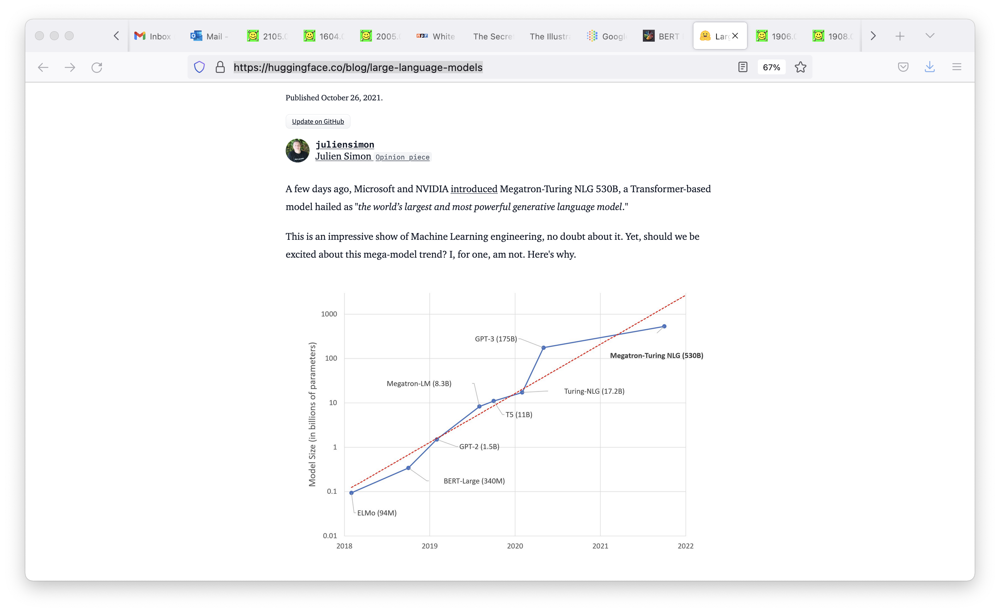 Inbox
Mail -
2105.0
1604.0
2005.0
npr White
The Secre
The Illustra
Googl
BERT
Lar
1906.0
1908.0
https://huggingface.co/blog/large-language-models
67%
Published October 26, 2021.
Update on GitHub
juliensimon
Julien Simon Opinion piece
A few days ago, Microsoft and NVIDIA introduced Megatron-Turing NLG 530B, a Transformer-based
model hailed as "the world’s largest and most powerful generative language model."
This is an impressive show of Machine Learning engineering, no doubt about it. Yet, should we be
excited about this mega-model trend? I, for one, am not. Here's why.
Model Size (in billions of parameters)
1000
100
10
1
0.1
0.01
GPT-3 (175B)
Megatron-Turing NLG (530B)
Megatron-LM (8.3B)
Turing-NLG (17.2B)
T5 (11B)
GPT-2 (1.5B)
BERT-Large (340M)
ELMo (94M)
2018 2019 2020 2021 2022